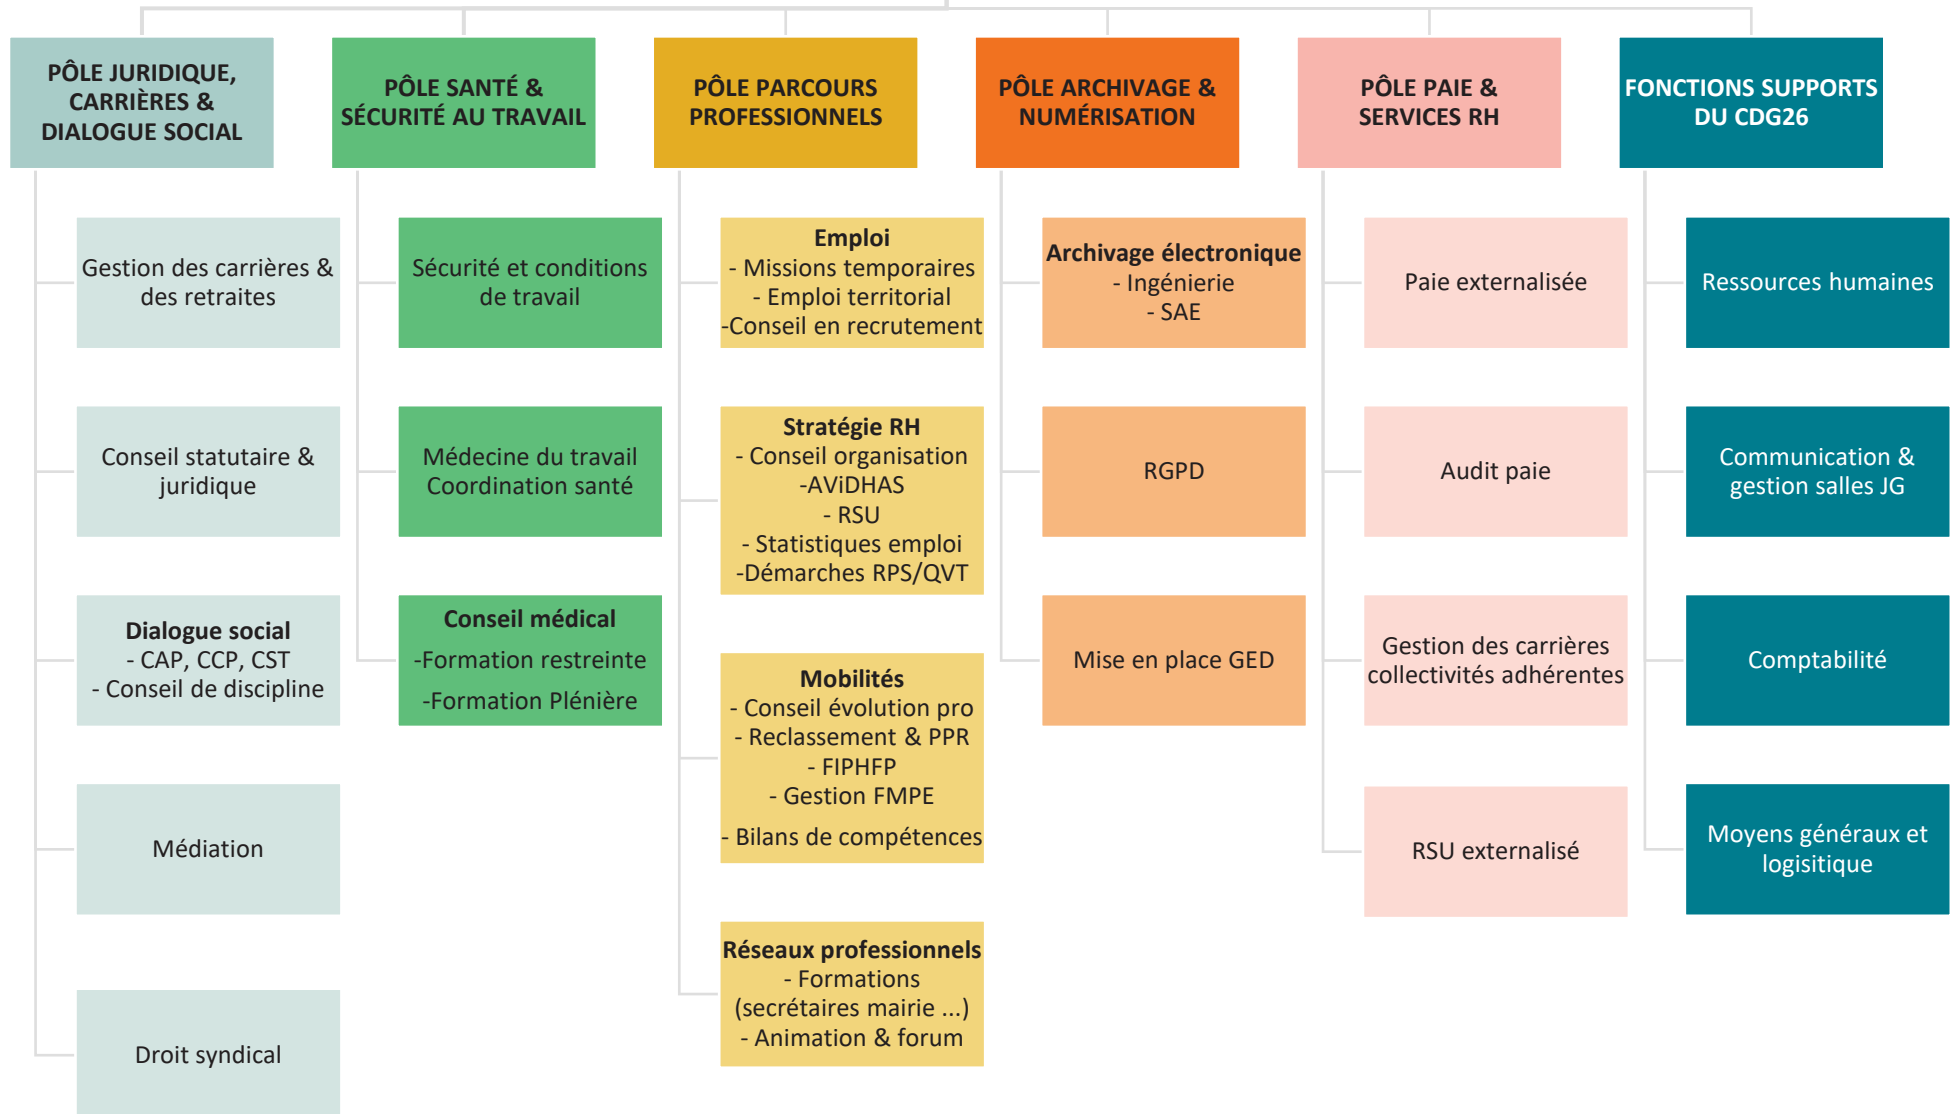 PÔLE JURIDIQUE,
CARRIÈRES &
DIALOGUE SOCIAL
Gestion des carrières &
des retraites
Conseil statutaire &
juridique
Dialogue social
- CAP, CCP, CST
- Conseil de discipline
Médiation
Droit syndical
PÔLE SANTÉ &
SÉCURITÉ AU TRAVAIL
Sécurité et conditions
de travail
Médecine du travail
Coordination santé
Conseil médical
-Formation restreinte
-Formation Plénière
PÔLE PARCOURS
PROFESSIONNELS
Emploi
- Missions temporaires
- Emploi territorial
-Conseil en recrutement
Stratégie RH
- Conseil organisation
-AViDHAS
- RSU
- Statistiques emploi
-Démarches RPS/QVT
Mobilités
- Conseil évolution pro
- Reclassement & PPR
- FIPHFP
- Gestion FMPE
- Bilans de compétences
Réseaux professionnels
- Formations
(secrétaires mairie ...)
- Animation & forum
PÔLE ARCHIVAGE &
NUMÉRISATION
Archivage électronique
- Ingénierie
- SAE
RGPD
Mise en place GED
PÔLE PAIE &
SERVICES RH
Paie externalisée
Audit paie
Gestion des carrières
collectivités adhérentes
RSU externalisé
FONCTIONS SUPPORTS
DU CDG26
Ressources humaines
Communication &
gestion salles JG
Comptabilité
Moyens généraux et
logisitique